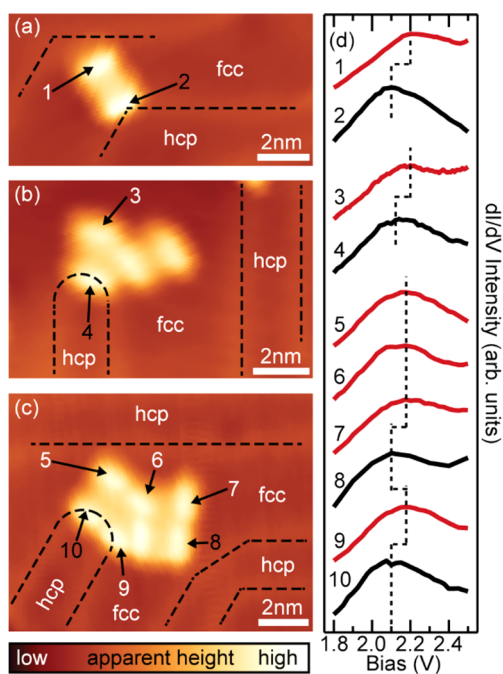 (a)
fcc
1
2
hcp
2nm
(b)
3
hcp
4
fcc
hcp
2nm
(c)
hcp
5
6
7
fcc
10
9
8
hcp
hcp
fcc
2nm
low apparent height high
(d)
1
2
3
4
5
6
7
8
9
10
1.8 2.0 2.2 2.4
Bias (V)
dI/dV Intensity (arb. units)